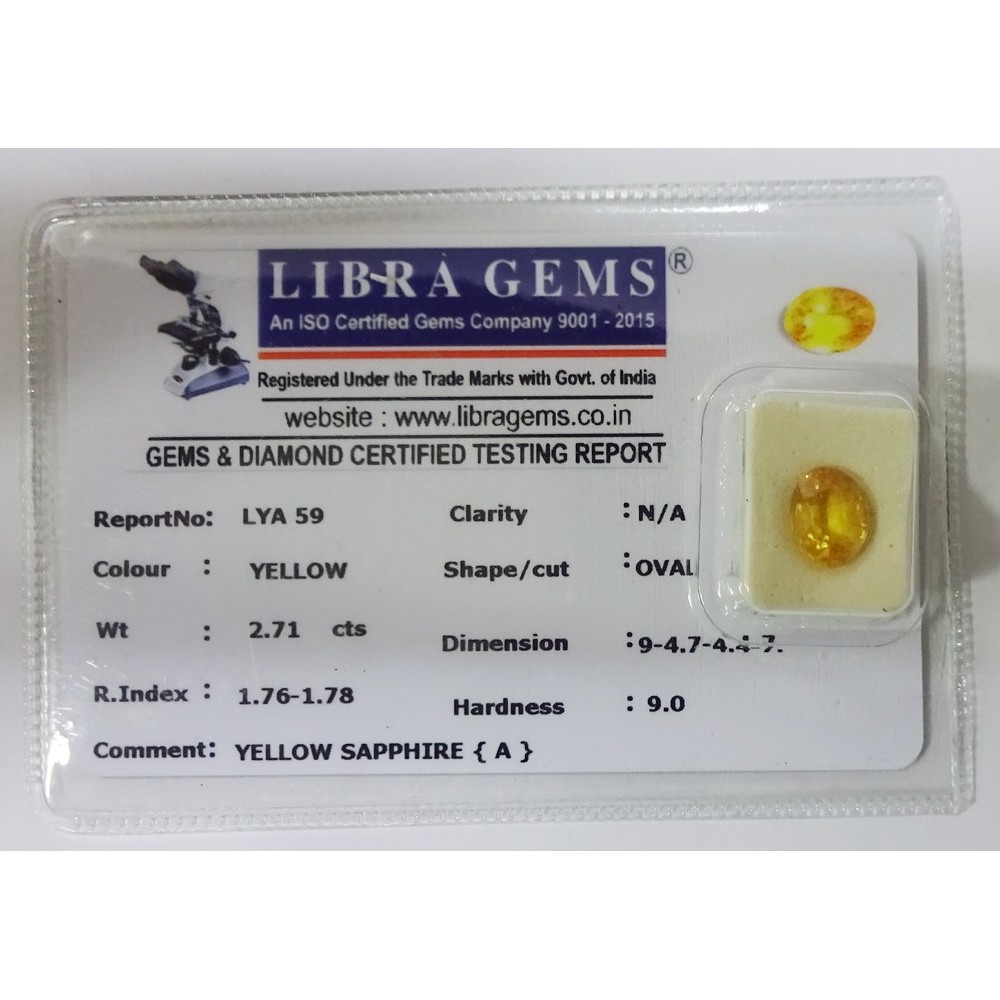 LIBRA GEMS ®
An ISO Certified Gems Company 9001 - 2015
Registered Under the Trade Marks with Govt. of India
website : www.libragems.co.in
GEMS & DIAMOND CERTIFIED TESTING REPORT
ReportNo: LYA 59 Clarity : N/A
Colour : YELLOW Shape/cut : OVAL
Wt : 2.71 cts Dimension : 9-4.7-4.4-7.
R.Index : 1.76-1.78 Hardness : 9.0
Comment: YELLOW SAPPHIRE { A }